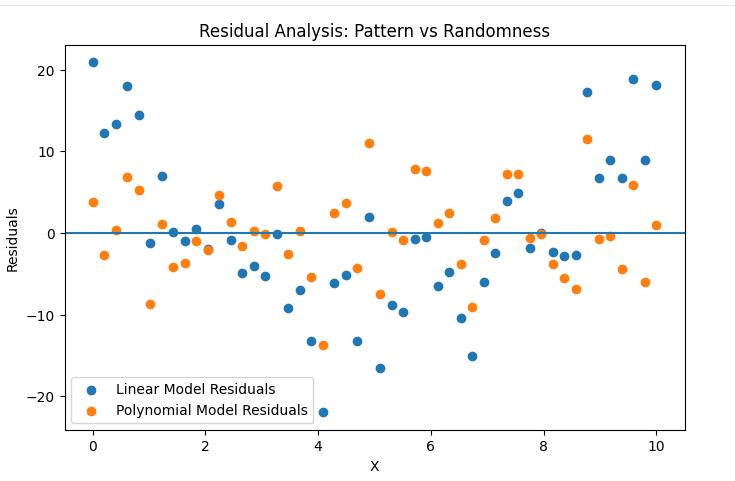 Residual Analysis: Pattern vs Randomness
20
10
0
−10
−20
Residuals
Linear Model Residuals
Polynomial Model Residuals
0 2 4 6 8 10
X